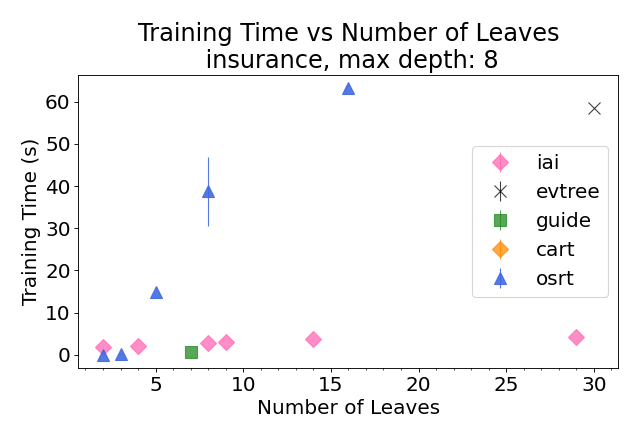 Training Time vs Number of Leaves
insurance, max depth: 8
Training Time (s)
60
50
40
30
20
10
0
iai
evtree
guide
cart
osrt
5
10
15
20
25
30
Number of Leaves